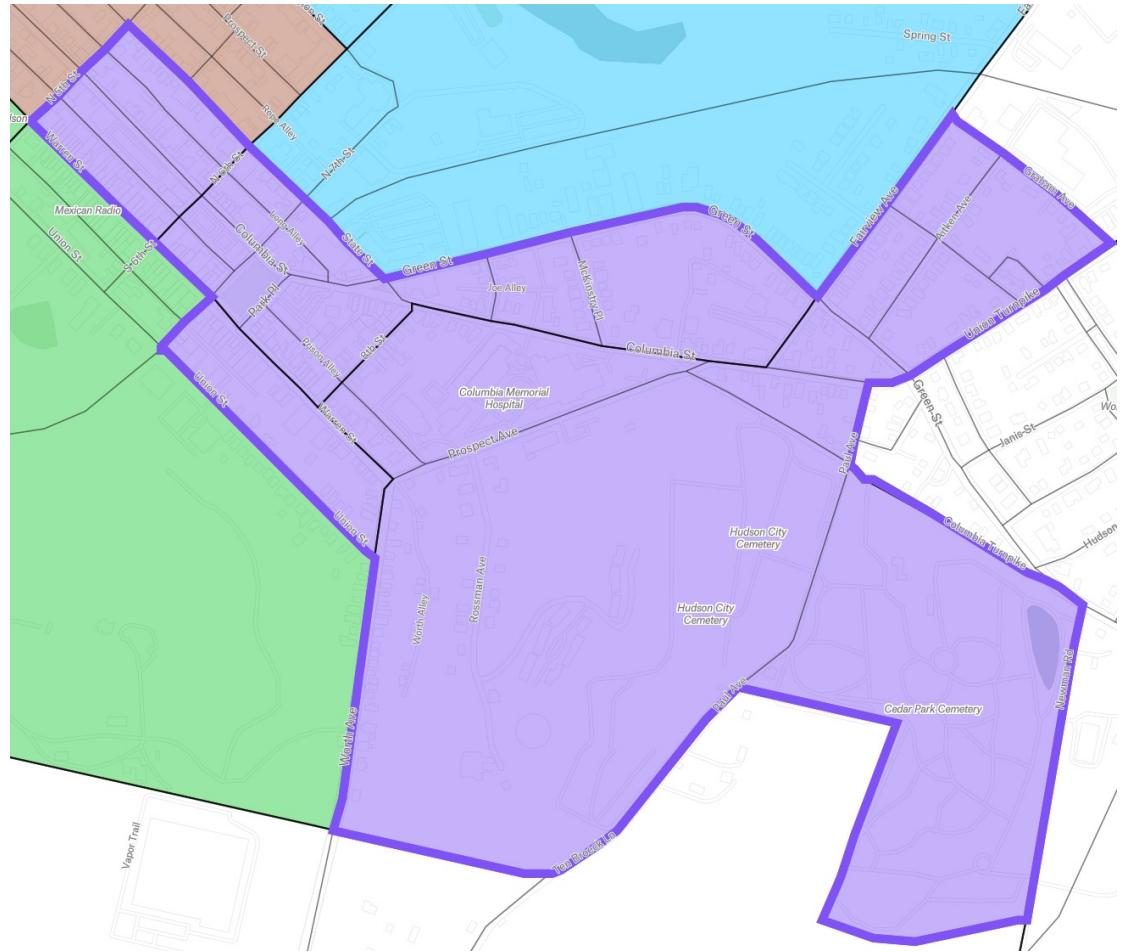 Prospect St
Spring St
N 5th St
Rope Alley
dson
Warren St
N 7th St
N 6th St
Graham Ave
Mexican Radio
Long Alley
Aitken Ave
Fairview Ave
Union St
S 6th St
Columbia St
State St
Green St
Green St
Joe Alley
McKinstry Pl
Park Pl
Union Turnpike
Prison Alley
8th St
Columbia St
Union St
Columbia Memorial
Hospital
Green St
Warren St
Janis St
Prospect Ave
Paul Ave
Union St
Columbia Turnpike
Hudson
Hudson City
Cemetery
Rossman Ave
Worth Alley
Hudson City
Cemetery
Newman Rd
Paul Ave
Cedar Park Cemetery
Worth Ave
Vapor Trail
Ten Broeck Ln